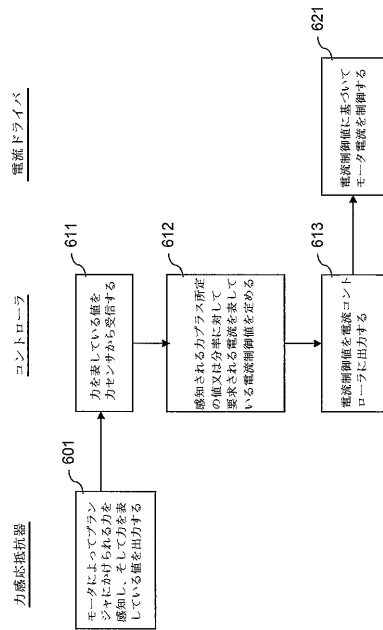 力感応抵抗器
コントローラ
電流ドライバ
601
モータによってプラン
ジャにかけられる力を
感知し、そして力を表
している値を出力する
611
力を表している値を
力センサから受信する
612
感知される力プラス所定
の値又は分率に対して
要求される電流を表して
いる電流制御値を定める
613
電流制御値を電流コント
ローラに出力する
621
電流制御値に基づいて
モータ電流を制御する